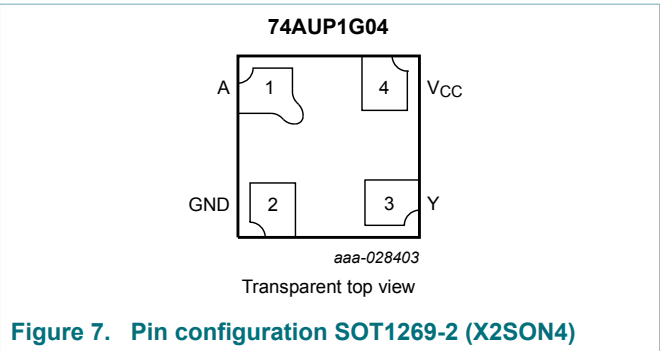 74AUP1G04
A 1 4 VCC
GND 2 3 Y
aaa-028403
Transparent top view
Figure 7. Pin configuration SOT1269-2 (X2SON4)